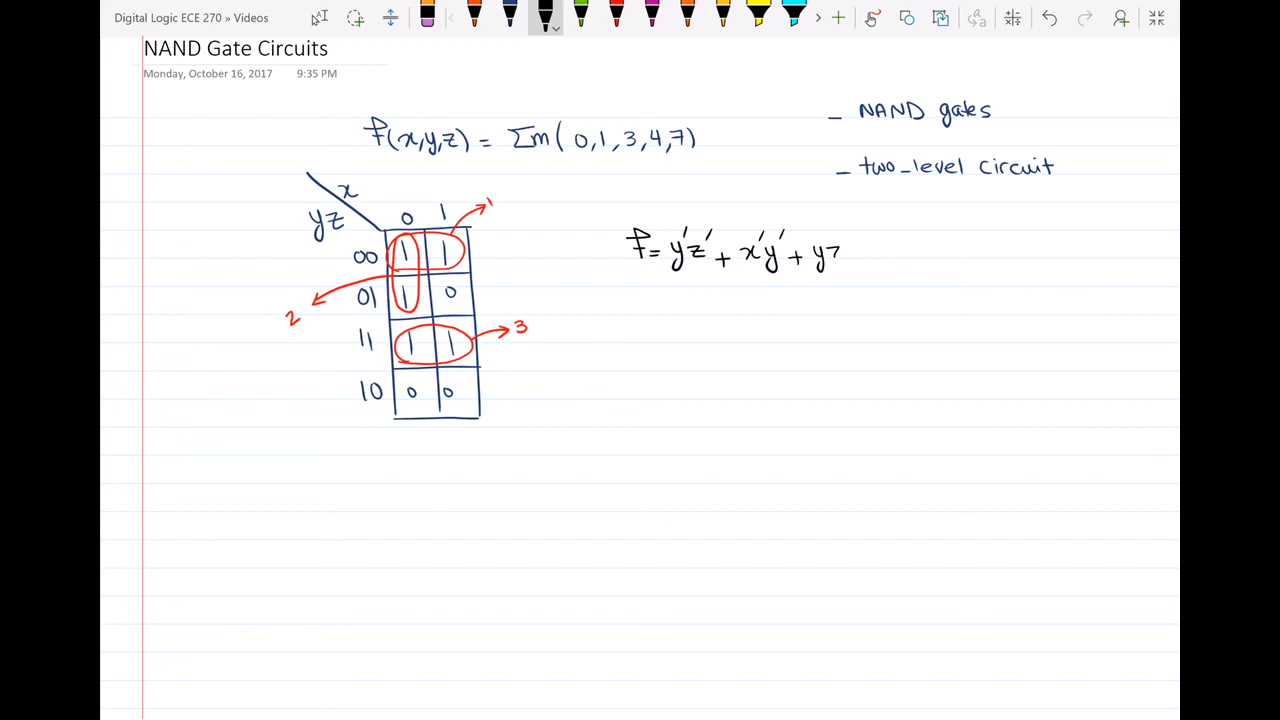 Digital Logic ECE 270 » Videos
NAND Gate Circuits
Monday, October 16, 2017 9:35 PM
f(x,y,z) = Σm( 0,1,3,4,7)
- NAND gates
- two-level circuit
x
yz
0 1
1
00 1 1
f = y'z' + x'y' + yz
01 1 0
2
11 1 1
3
10 0 0